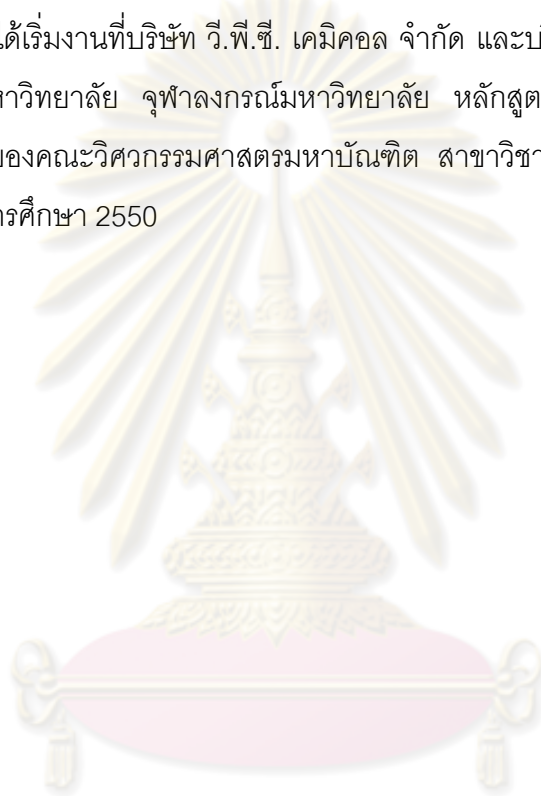 ได้เริ่มงานที่บริษัท วี.พี.ซี. เคมิคอล จำกัด และ
หาวิทยาลัย จุฬาลงกรณ์มหาวิทยาลัย หลักสูต
ของคณะวิศวกรรมศาสตรมหาบัณฑิต สาขาวิชา
ารศึกษา 2550